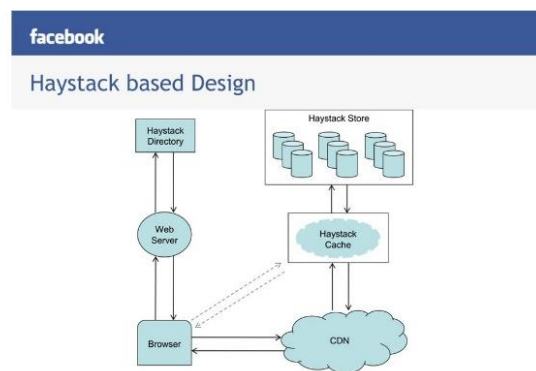 facebook
Haystack based Design
Haystack
Directory
Haystack Store
Web
Server
Haystack
Cache
Browser
CDN